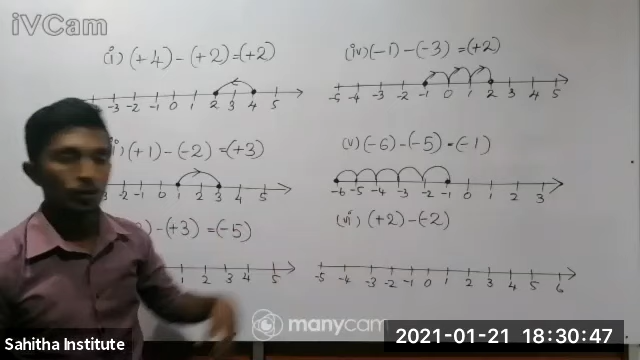 iVCam
(i) (+4)-(+2)=(+2)
-3 -2 -1 0 1 2 3 4 5
(+1)-(-2)=(+3)
-3 -2 -1 0 1 2 3 4 5
-(+3)=(-5)
1 2 3 4 5
(iv) (-1)-(-3)=(+2)
-5 -4 -3 -2 -1 0 1 2 3 4 5
(v) (-6)-(-5)=(-1)
-6 -5 -4 -3 -2 -1 0 1 2 3
(vi) (+2)-(-2)
-5 -4 -3 -2 -1 0 1 2 3 4 5 6
manycam
Sahitha Institute
2021-01-21 18:30:47